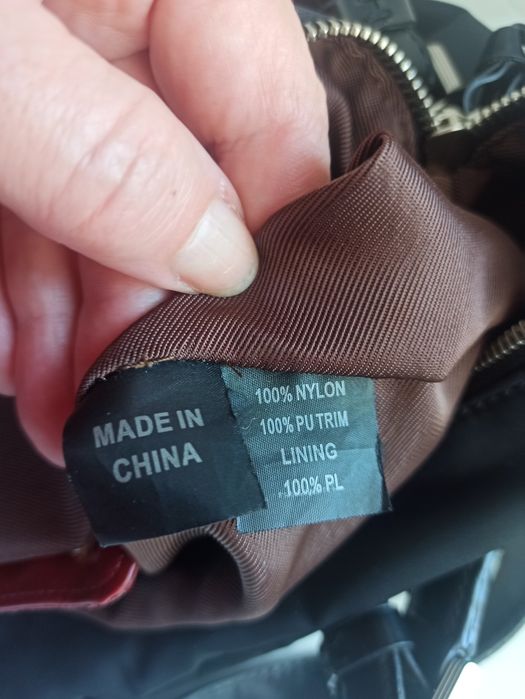 MADE IN
CHINA
100% NYLON
100% PU TRIM
LINING
100% PL